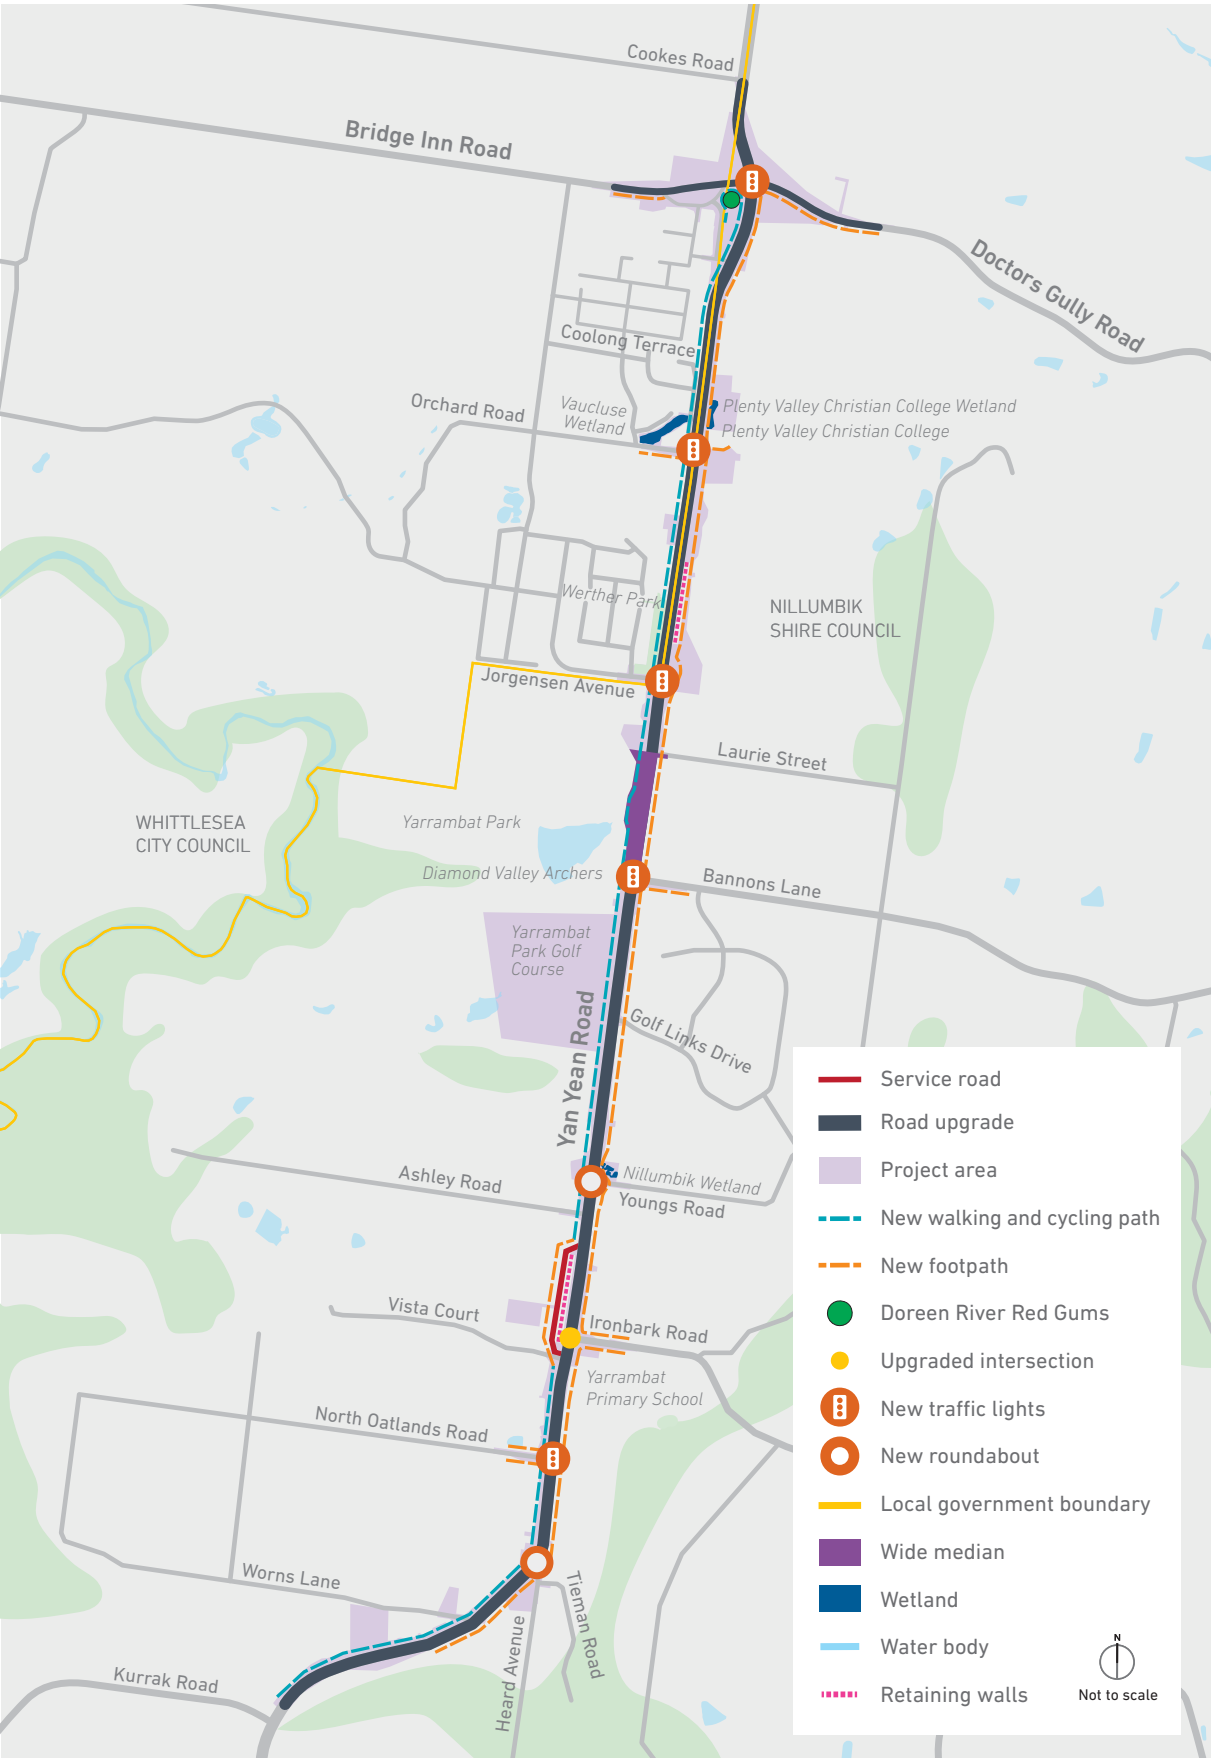 Cookes Road
Bridge Inn Road
Doctors Gully Road
Coolong Terrace
Orchard Road
Vaucluse
Wetland
Plenty Valley Christian College Wetland
Plenty Valley Christian College
Werther Park
NILLUMBIK
SHIRE COUNCIL
Jorgensen Avenue
Laurie Street
WHITTLESEA
CITY COUNCIL
Yarrambat Park
Diamond Valley Archers
Bannons Lane
Yarrambat
Park Golf
Course
Yan Yean Road
Golf Links Drive
Ashley Road
Nillumbik Wetland
Youngs Road
Vista Court
Ironbark Road
Yarrambat
Primary School
North Oatlands Road
Worns Lane
Tieman Road
Heard Avenue
Kurrak Road
Service road
Road upgrade
Project area
New walking and cycling path
New footpath
Doreen River Red Gums
Upgraded intersection
New traffic lights
New roundabout
Local government boundary
Wide median
Wetland
Water body
Retaining walls
N
Not to scale